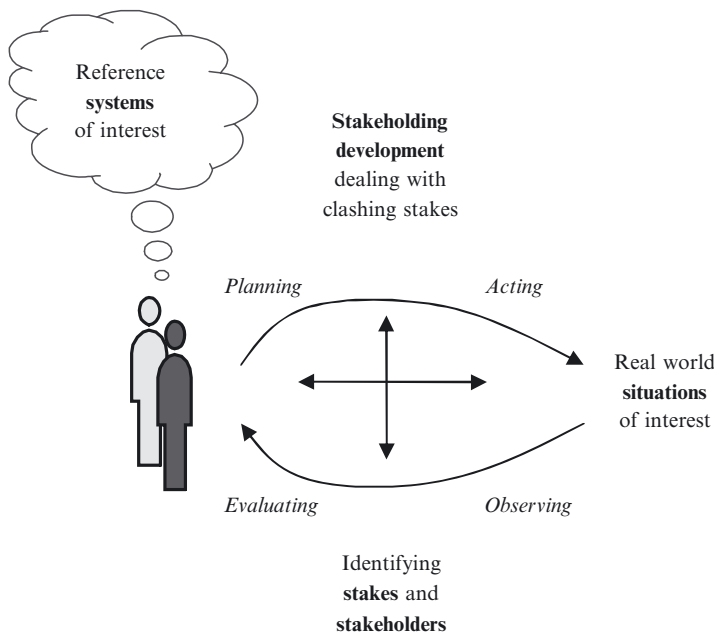 Reference
systems
of interest
Stakeholding
development
dealing with
clashing stakes
Planning
Acting
Real world
situations
of interest
Evaluating
Observing
Identifying
stakes and
stakeholders